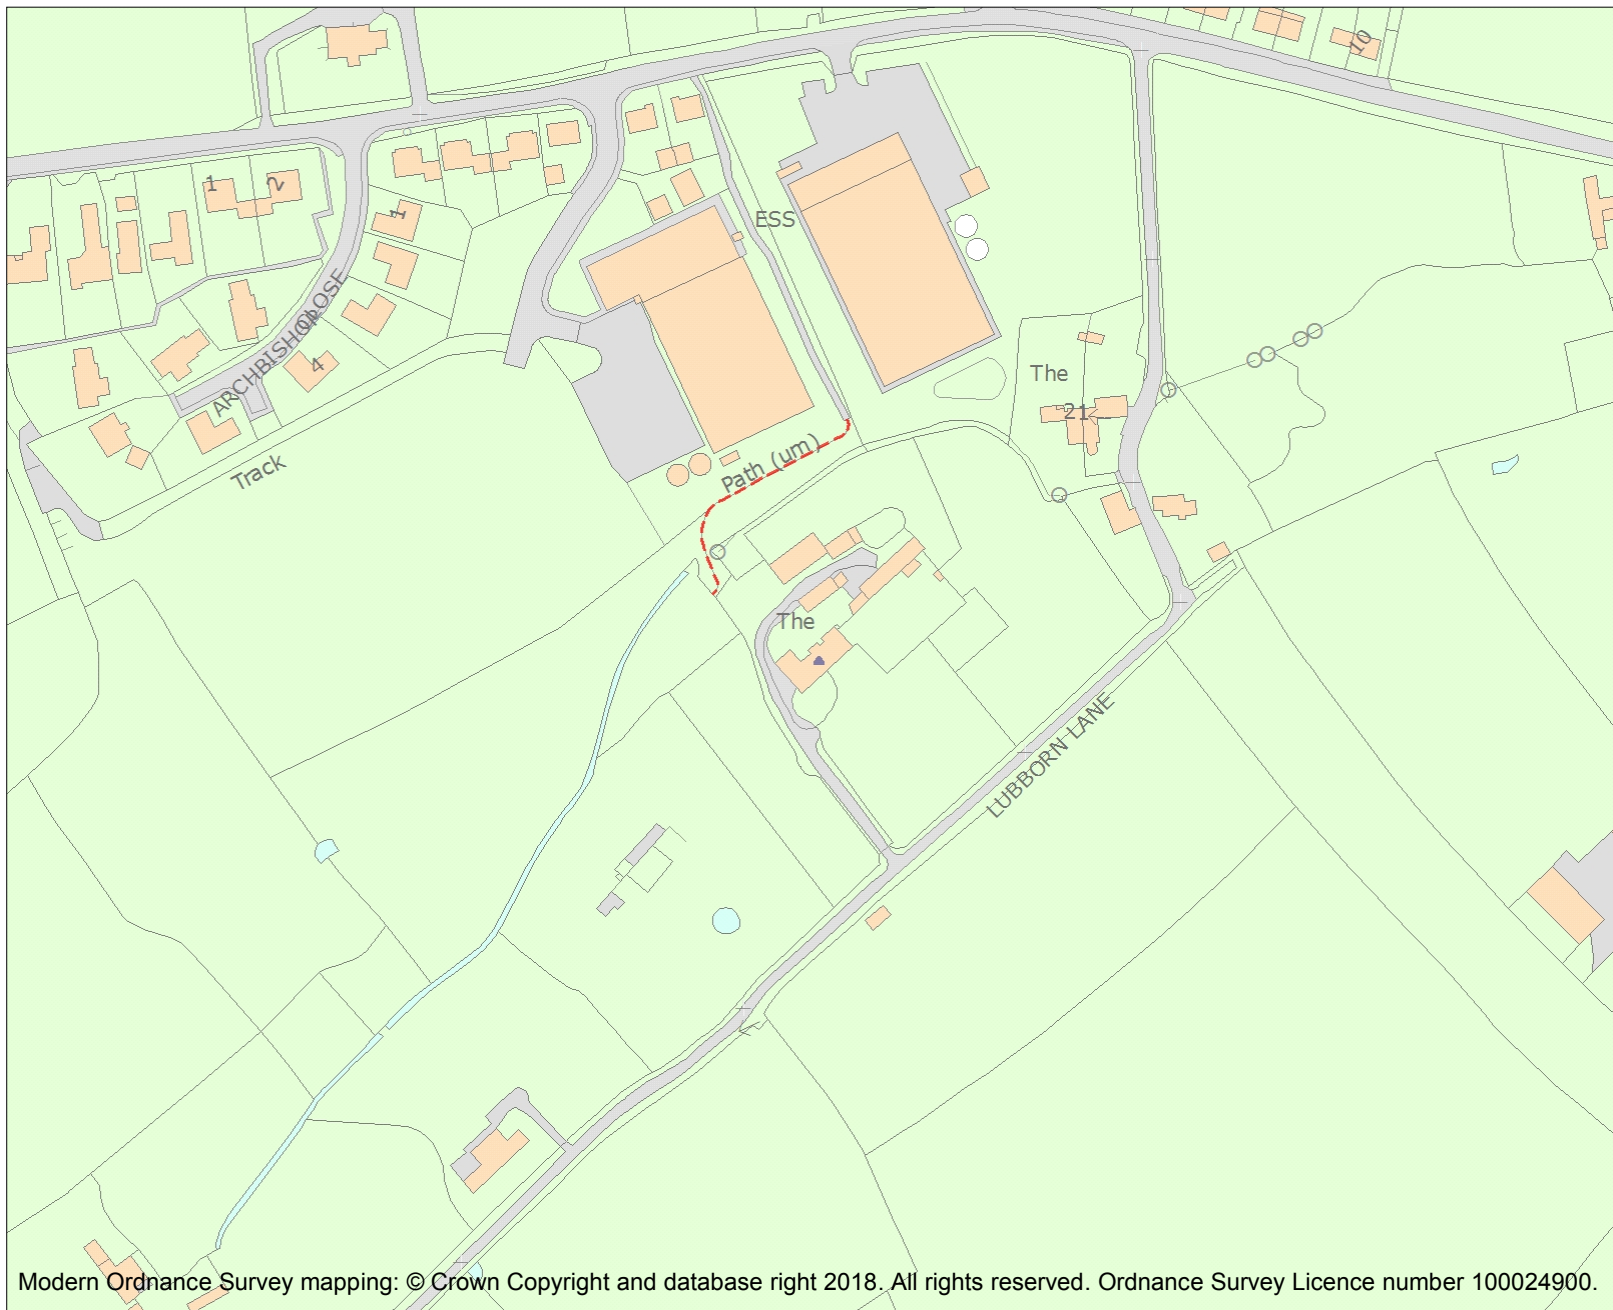 10
1
2
1
ESS
ARCHBISHOP
CLOSE
4
The
21
Track
Path (um)
The
LUBBORN LANE
Modern Ordnance Survey mapping: © Crown Copyright and database right 2018. All rights reserved. Ordnance Survey Licence number 100024900.